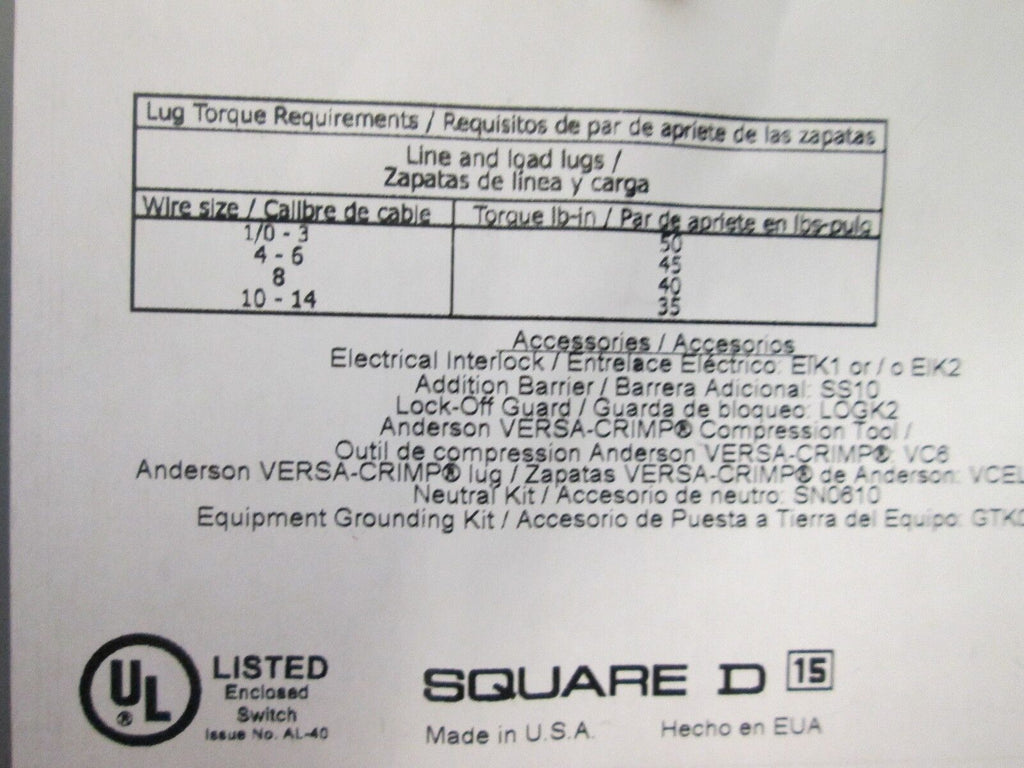 Lug Torque Requirements / Requisitos de par de apriete de las zapatas
Line and load lugs /
Zapatas de línea y carga
Wire size / Calibre de cable Torque lb-in / Par de apriete en lbs-pulg
1/0 - 3 50
4 - 6 45
8 40
10 - 14 35
Accessories / Accesorios
Electrical Interlock / Entrelace Eléctrico: EIK1 or / o EIK2
Addition Barrier / Barrera Adicional: SS10
Lock-Off Guard / Guarda de bloqueo: LOGK2
Anderson VERSA-CRIMP® Compression Tool /
Outil de compression Anderson VERSA-CRIMP®: VC6
Anderson VERSA-CRIMP® lug / Zapatas VERSA-CRIMP® de Anderson: VCEL
Neutral Kit / Accesorio de neutro: SN0610
Equipment Grounding Kit / Accesorio de Puesta a Tierra del Equipo:
UL ® LISTED
Enclosed
Switch
Issue No. AL-40
SQUARE D 15
Made in U.S.A. Hecho en EUA